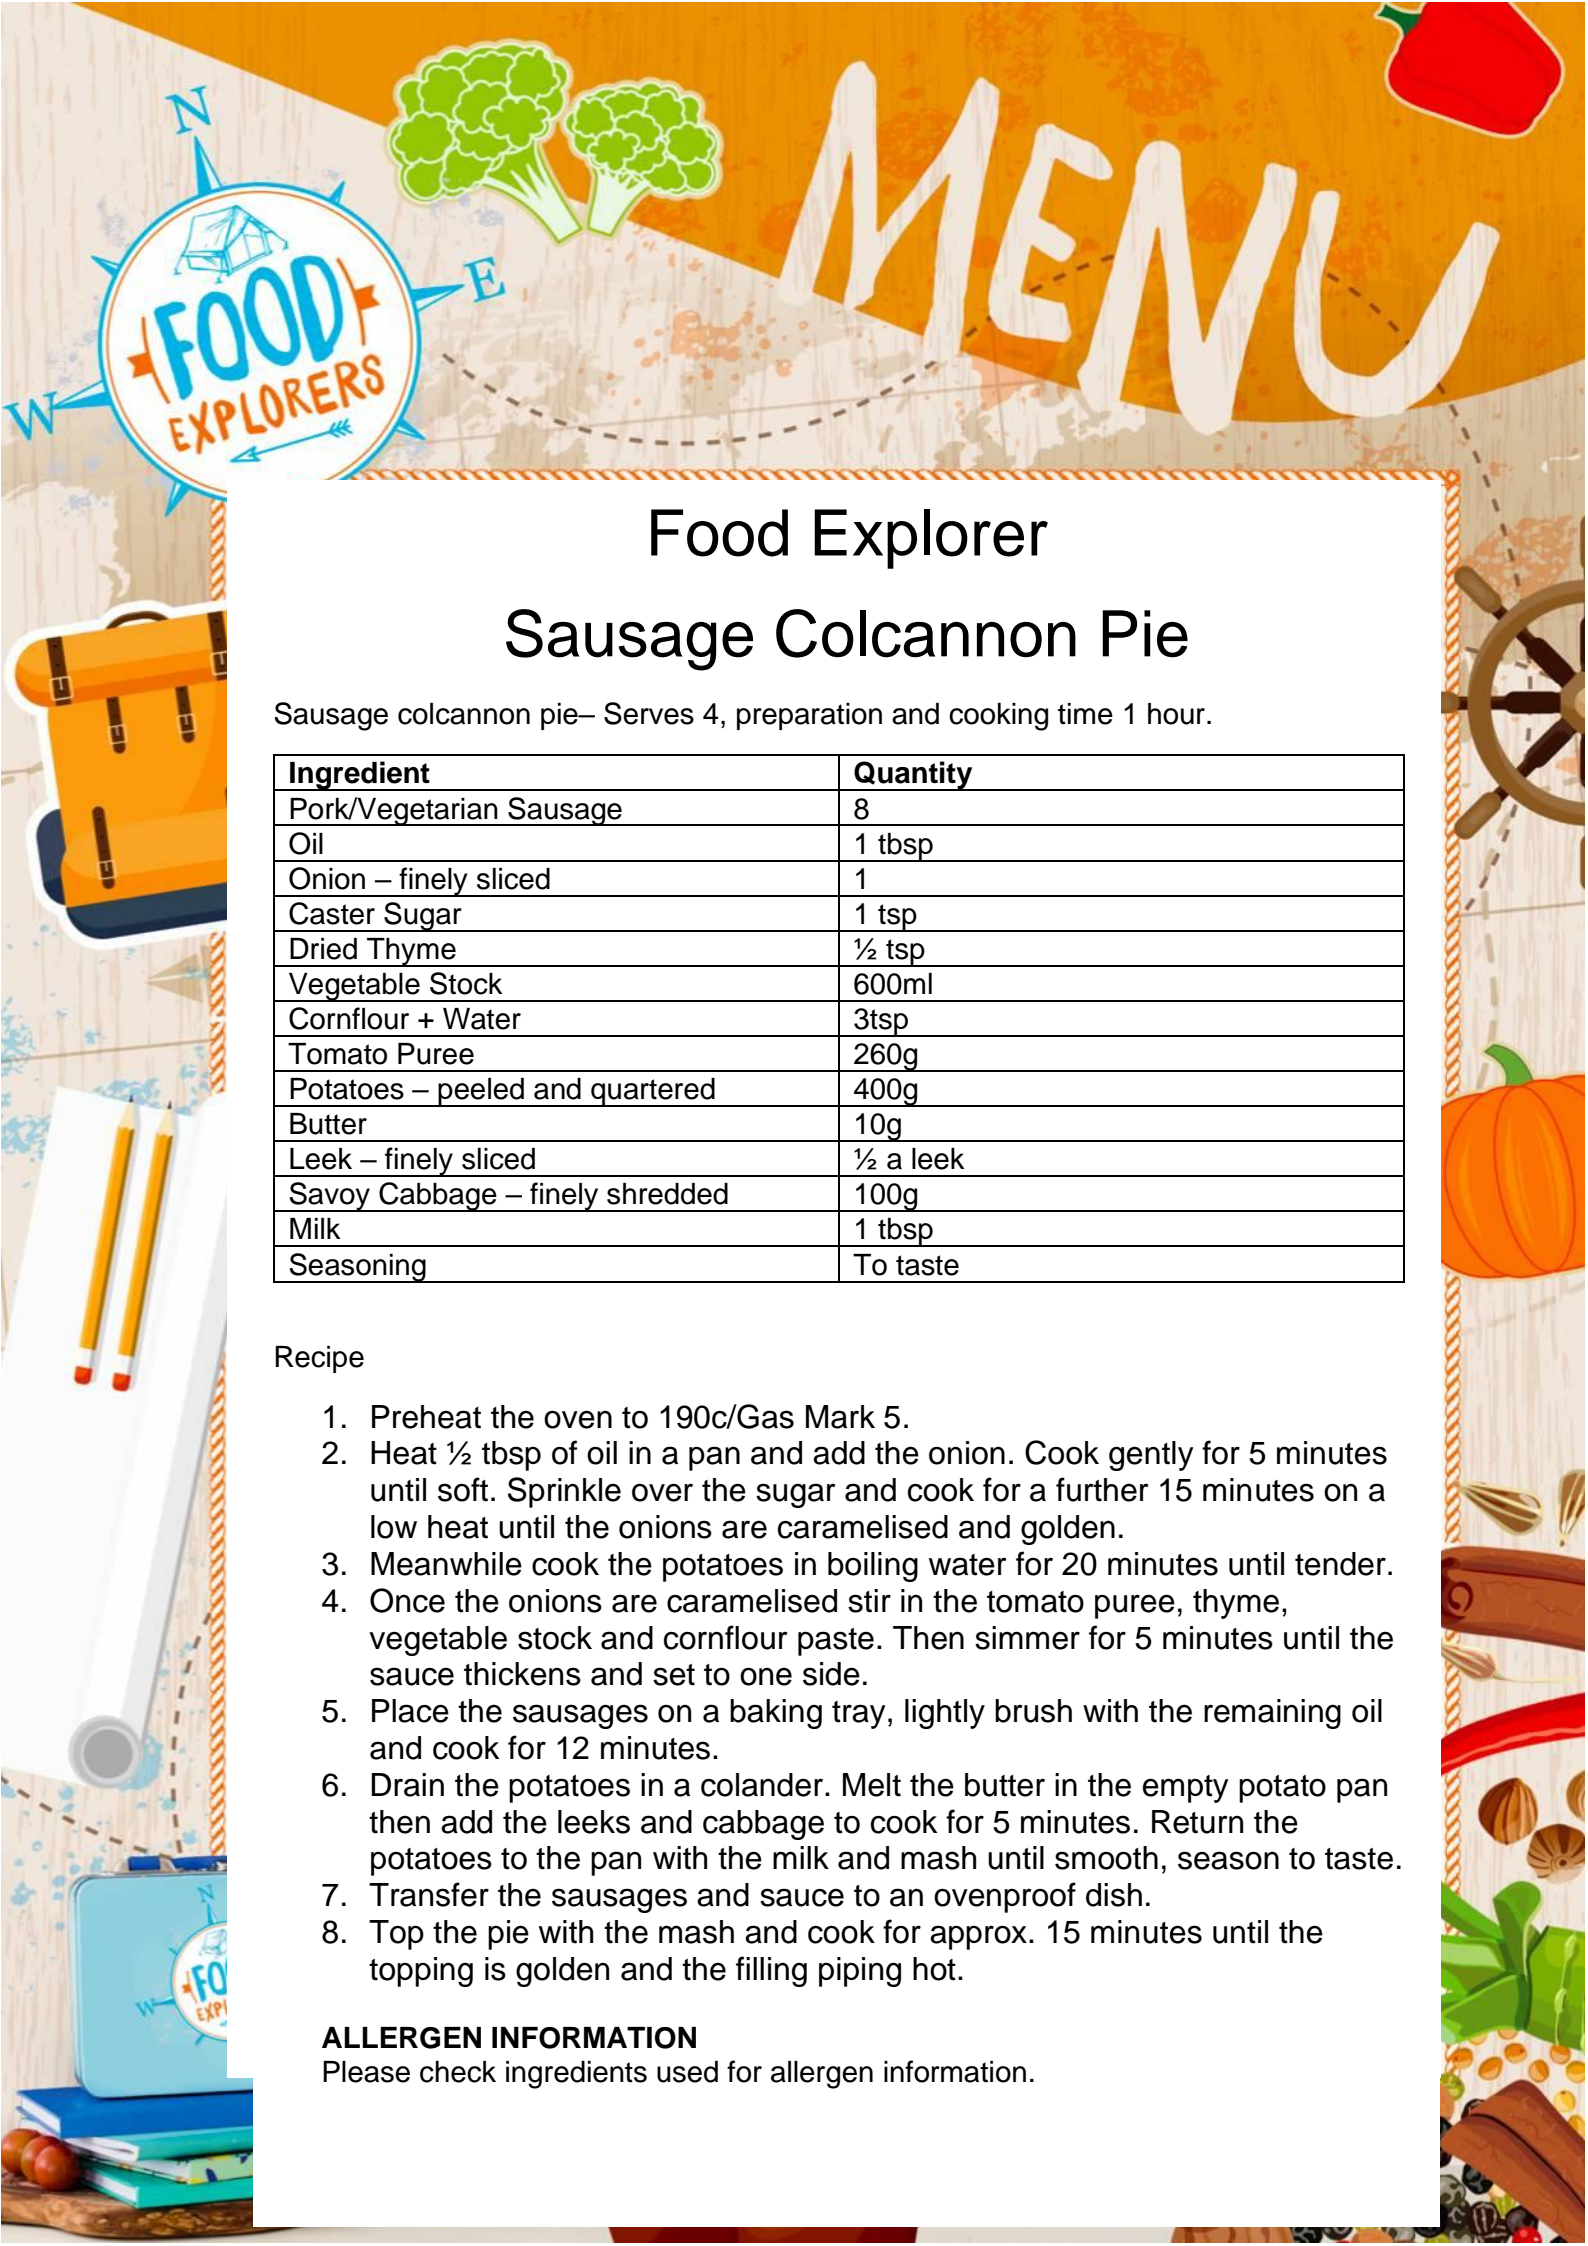 N
MENU
E
FOOD
EXPLORERS
W
Food Explorer
Sausage Colcannon Pie
Sausage colcannon pie– Serves 4, preparation and cooking time 1 hour.
Ingredient Quantity
Pork/Vegetarian Sausage 8
Oil 1 tbsp
Onion – finely sliced 1
Caster Sugar 1 tsp
Dried Thyme ½ tsp
Vegetable Stock 600ml
Cornflour + Water 3tsp
Tomato Puree 260g
Potatoes – peeled and quartered 400g
Butter 10g
Leek – finely sliced ½ a leek
Savoy Cabbage – finely shredded 100g
Milk 1 tbsp
Seasoning To taste
Recipe
1. Preheat the oven to 190c/Gas Mark 5.
2. Heat ½ tbsp of oil in a pan and add the onion. Cook gently for 5 minutes
until soft. Sprinkle over the sugar and cook for a further 15 minutes on a
low heat until the onions are caramelised and golden.
3. Meanwhile cook the potatoes in boiling water for 20 minutes until tender.
4. Once the onions are caramelised stir in the tomato puree, thyme,
vegetable stock and cornflour paste. Then simmer for 5 minutes until the
sauce thickens and set to one side.
5. Place the sausages on a baking tray, lightly brush with the remaining oil
and cook for 12 minutes.
6. Drain the potatoes in a colander. Melt the butter in the empty potato pan
then add the leeks and cabbage to cook for 5 minutes. Return the
potatoes to the pan with the milk and mash until smooth, season to taste.
7. Transfer the sausages and sauce to an ovenproof dish.
8. Top the pie with the mash and cook for approx. 15 minutes until the
topping is golden and the filling piping hot.
N
W
FO
EXP
ALLERGEN INFORMATION
Please check ingredients used for allergen information.